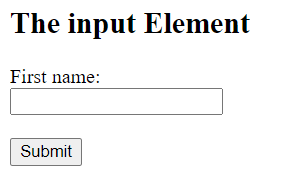 The input Element
First name:
Submit